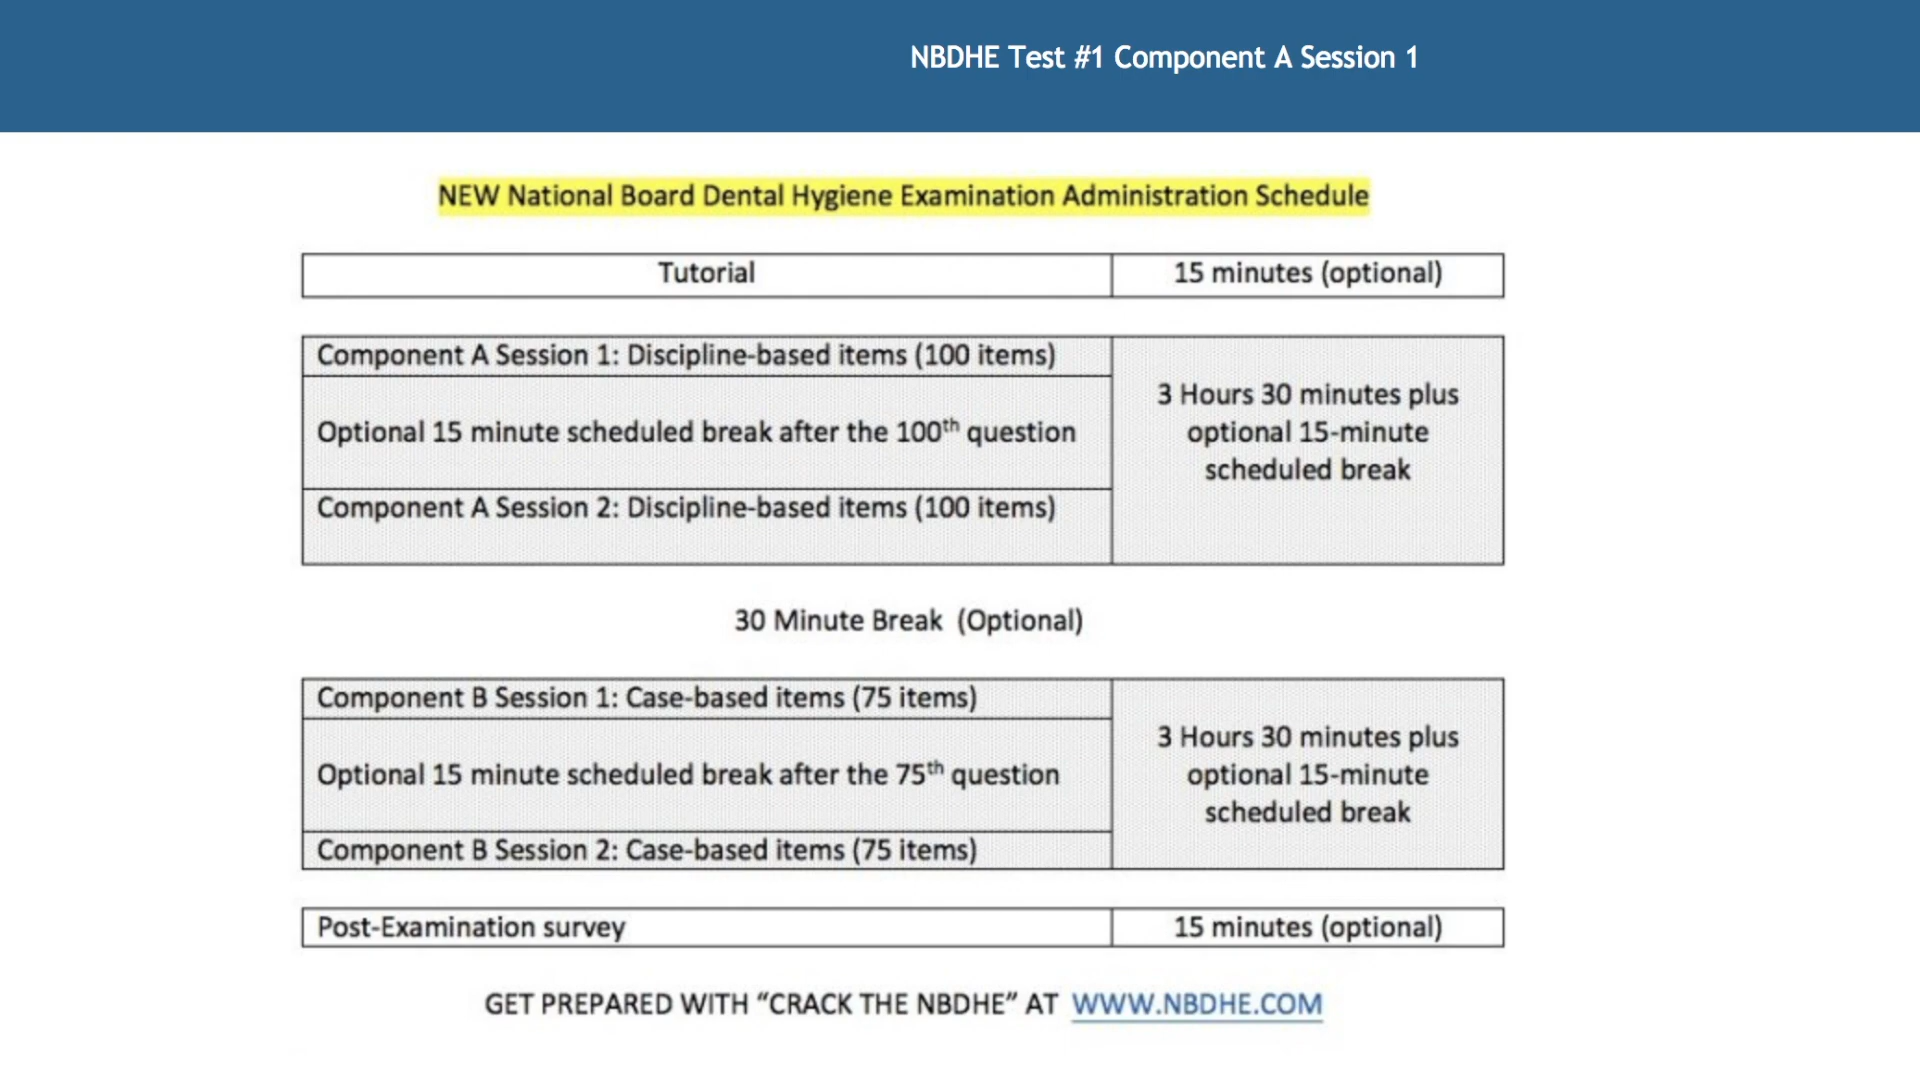 NBDHE Test #1 Component A Session 1
NEW National Board Dental Hygiene Examination Administration Schedule
Tutorial
15 minutes (optional)
Component A Session 1: Discipline-based items (100 items)
Optional 15 minute scheduled break after the 100th question
Component A Session 2: Discipline-based items (100 items)
3 Hours 30 minutes plus
optional 15-minute
scheduled break
30 Minute Break (Optional)
Component B Session 1: Case-based items (75 items)
Optional 15 minute scheduled break after the 75th question
Component B Session 2: Case-based items (75 items)
3 Hours 30 minutes plus
optional 15-minute
scheduled break
Post-Examination survey
15 minutes (optional)
GET PREPARED WITH “CRACK THE NBDHE” AT WWW.NBDHE.COM